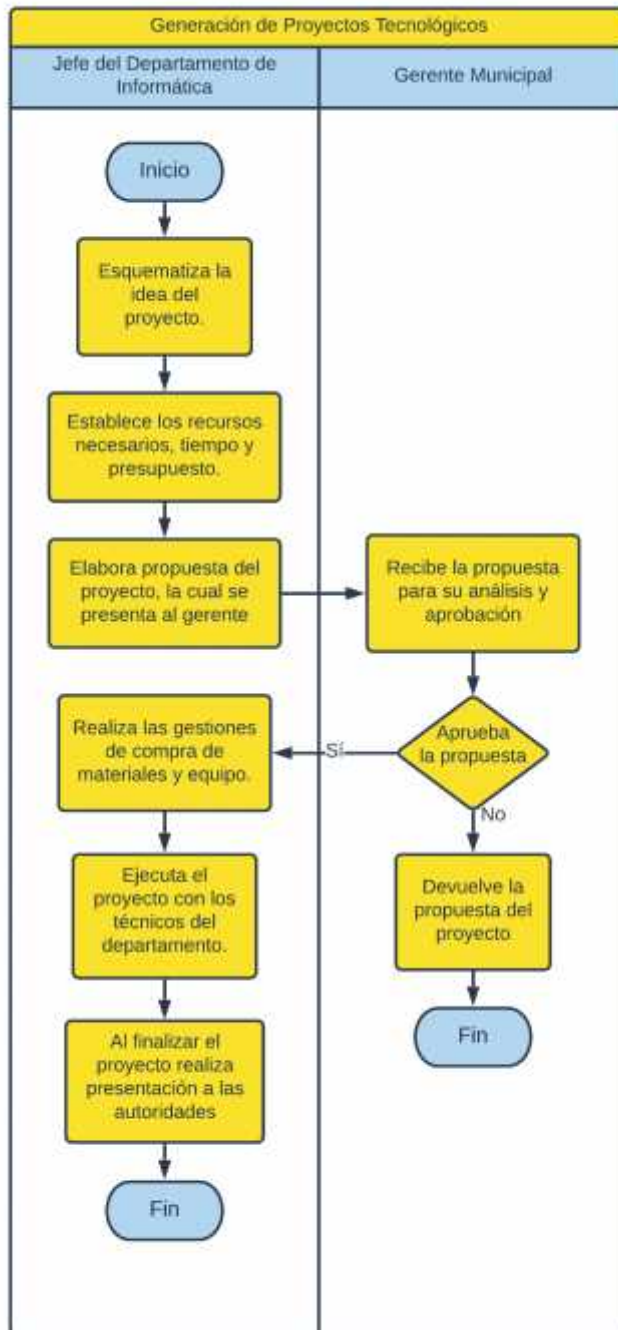 Generación de Proyectos Tecnológicos
Jefe del Departamento de
Informática
Gerente Municipal
Inicio
Esquematiza la
idea del
proyecto.
Establece los recursos
necesarios, tiempo y
presupuesto.
Elabora propuesta del
proyecto, la cual se
presenta al gerente
Recibe la propuesta
para su análisis y
aprobación
Aprueba
la propuesta
Sí
No
Realiza las gestiones
de compra de
materiales y equipo.
Ejecuta el
proyecto con los
técnicos del
departamento.
Devuelve la
propuesta del
proyecto
Al finalizar el
proyecto realiza
presentación a las
autoridades
Fin
Fin